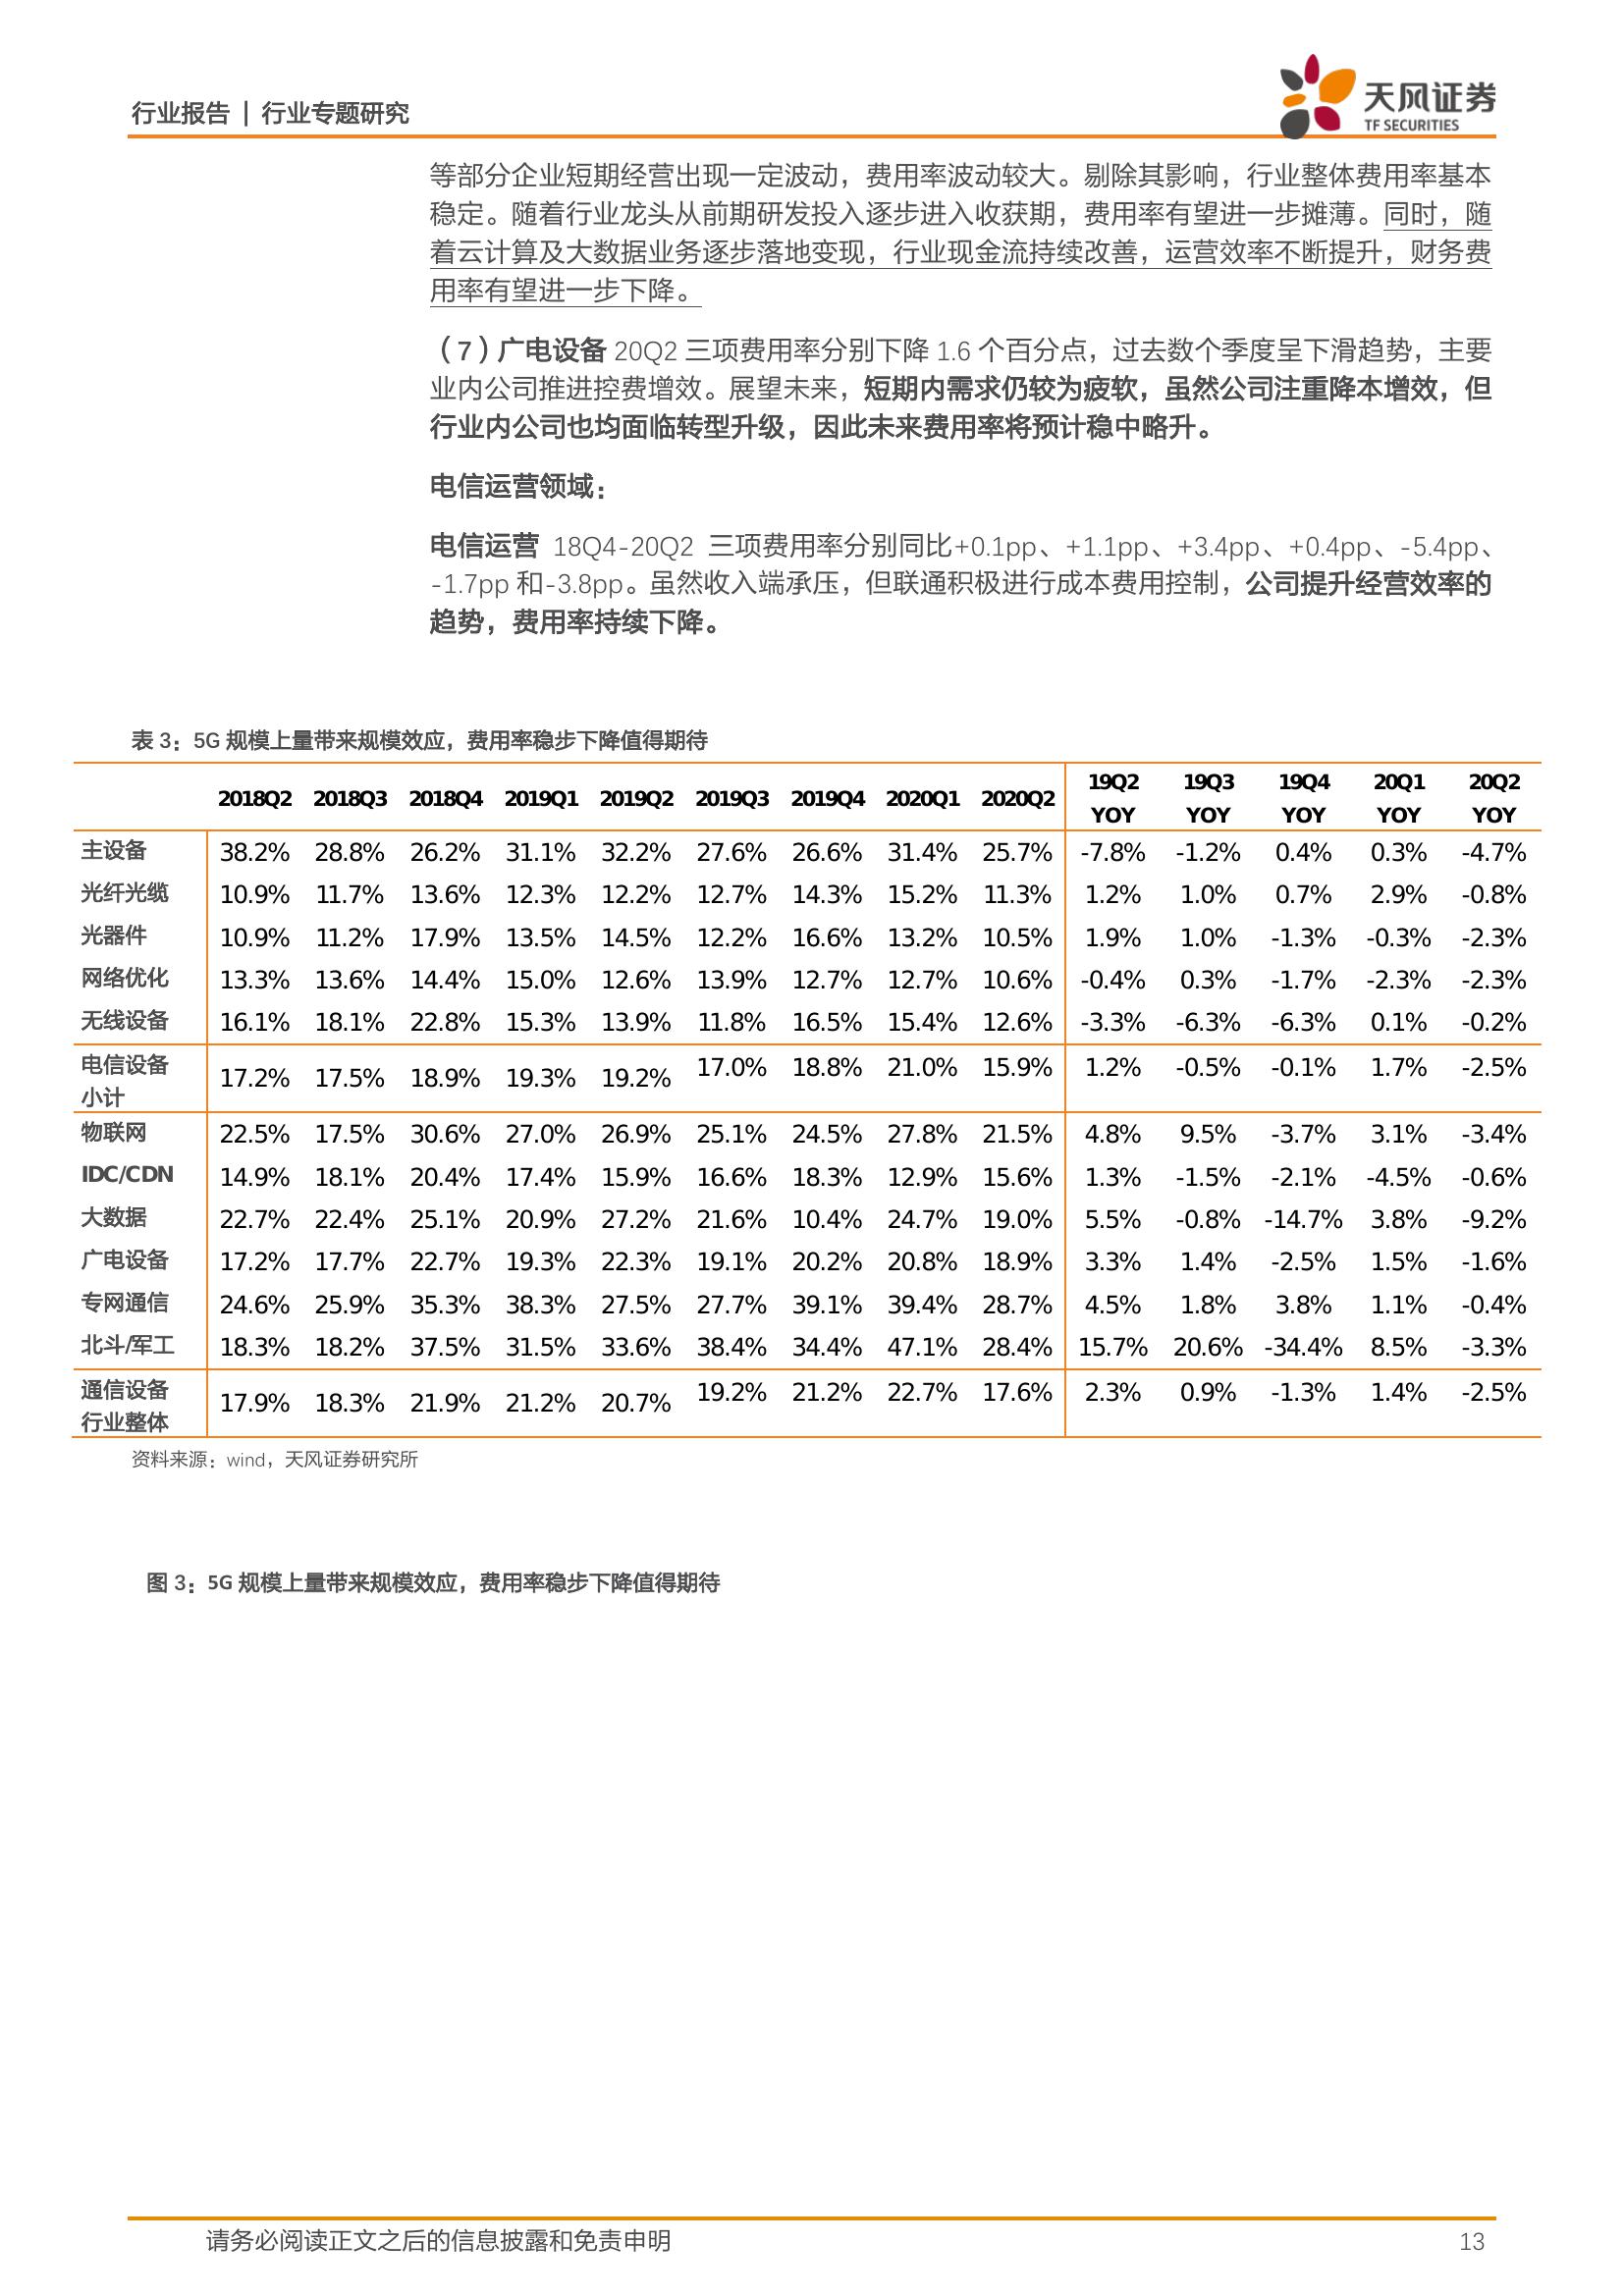 行业报告 | 行业专题研究
天风证券
TF SECURITIES
等部分企业短期经营出现一定波动，费用率波动较大。剔除其影响，行业整体费用率基本
稳定。随着行业龙头从前期研发投入逐步进入收获期，费用率有望进一步摊薄。同时，随
着云计算及大数据业务逐步落地变现，行业现金流持续改善，运营效率不断提升，财务费
用率有望进一步下降。
（7）广电设备 20Q2 三项费用率分别下降 1.6 个百分点，过去数个季度呈下滑趋势，主要
业内公司推进控费增效。展望未来，短期内需求仍较为疲软，虽然公司注重降本增效，但
行业内公司也均面临转型升级，因此未来费用率将预计稳中略升。
电信运营领域：
电信运营 18Q4-20Q2 三项费用率分别同比+0.1pp、+1.1pp、+3.4pp、+0.4pp、-5.4pp、
-1.7pp 和-3.8pp。虽然收入端承压，但联通积极进行成本费用控制，公司提升经营效率的
趋势，费用率持续下降。
表 3：5G 规模上量带来规模效应，费用率稳步下降值得期待
2018Q2 2018Q3 2018Q4 2019Q1 2019Q2 2019Q3 2019Q4 2020Q1 2020Q2 19Q2 YOY 19Q3 YOY 19Q4 YOY 20Q1 YOY 20Q2 YOY
主设备 38.2% 28.8% 26.2% 31.1% 32.2% 27.6% 26.6% 31.4% 25.7% -7.8% -1.2% 0.4% 0.3% -4.7%
光纤光缆 10.9% 11.7% 13.6% 12.3% 12.2% 12.7% 14.3% 15.2% 11.3% 1.2% 1.0% 0.7% 2.9% -0.8%
光器件 10.9% 11.2% 17.9% 13.5% 14.5% 12.2% 16.6% 13.2% 10.5% 1.9% 1.0% -1.3% -0.3% -2.3%
网络优化 13.3% 13.6% 14.4% 15.0% 12.6% 13.9% 12.7% 12.7% 10.6% -0.4% 0.3% -1.7% -2.3% -2.3%
无线设备 16.1% 18.1% 22.8% 15.3% 13.9% 11.8% 16.5% 15.4% 12.6% -3.3% -6.3% -6.3% 0.1% -0.2%
电信设备小计 17.2% 17.5% 18.9% 19.3% 19.2% 17.0% 18.8% 21.0% 15.9% 1.2% -0.5% -0.1% 1.7% -2.5%
物联网 22.5% 17.5% 30.6% 27.0% 26.9% 25.1% 24.5% 27.8% 21.5% 4.8% 9.5% -3.7% 3.1% -3.4%
IDC/CDN 14.9% 18.1% 20.4% 17.4% 15.9% 16.6% 18.3% 12.9% 15.6% 1.3% -1.5% -2.1% -4.5% -0.6%
大数据 22.7% 22.4% 25.1% 20.9% 27.2% 21.6% 10.4% 24.7% 19.0% 5.5% -0.8% -14.7% 3.8% -9.2%
广电设备 17.2% 17.7% 22.7% 19.3% 22.3% 19.1% 20.2% 20.8% 18.9% 3.3% 1.4% -2.5% 1.5% -1.6%
专网通信 24.6% 25.9% 35.3% 38.3% 27.5% 27.7% 39.1% 39.4% 28.7% 4.5% 1.8% 3.8% 1.1% -0.4%
北斗/军工 18.3% 18.2% 37.5% 31.5% 33.6% 38.4% 34.4% 47.1% 28.4% 15.7% 20.6% -34.4% 8.5% -3.3%
通信设备行业整体 17.9% 18.3% 21.9% 21.2% 20.7% 19.2% 21.2% 22.7% 17.6% 2.3% 0.9% -1.3% 1.4% -2.5%
资料来源：wind，天风证券研究所
图 3：5G 规模上量带来规模效应，费用率稳步下降值得期待
请务必阅读正文之后的信息披露和免责申明
13